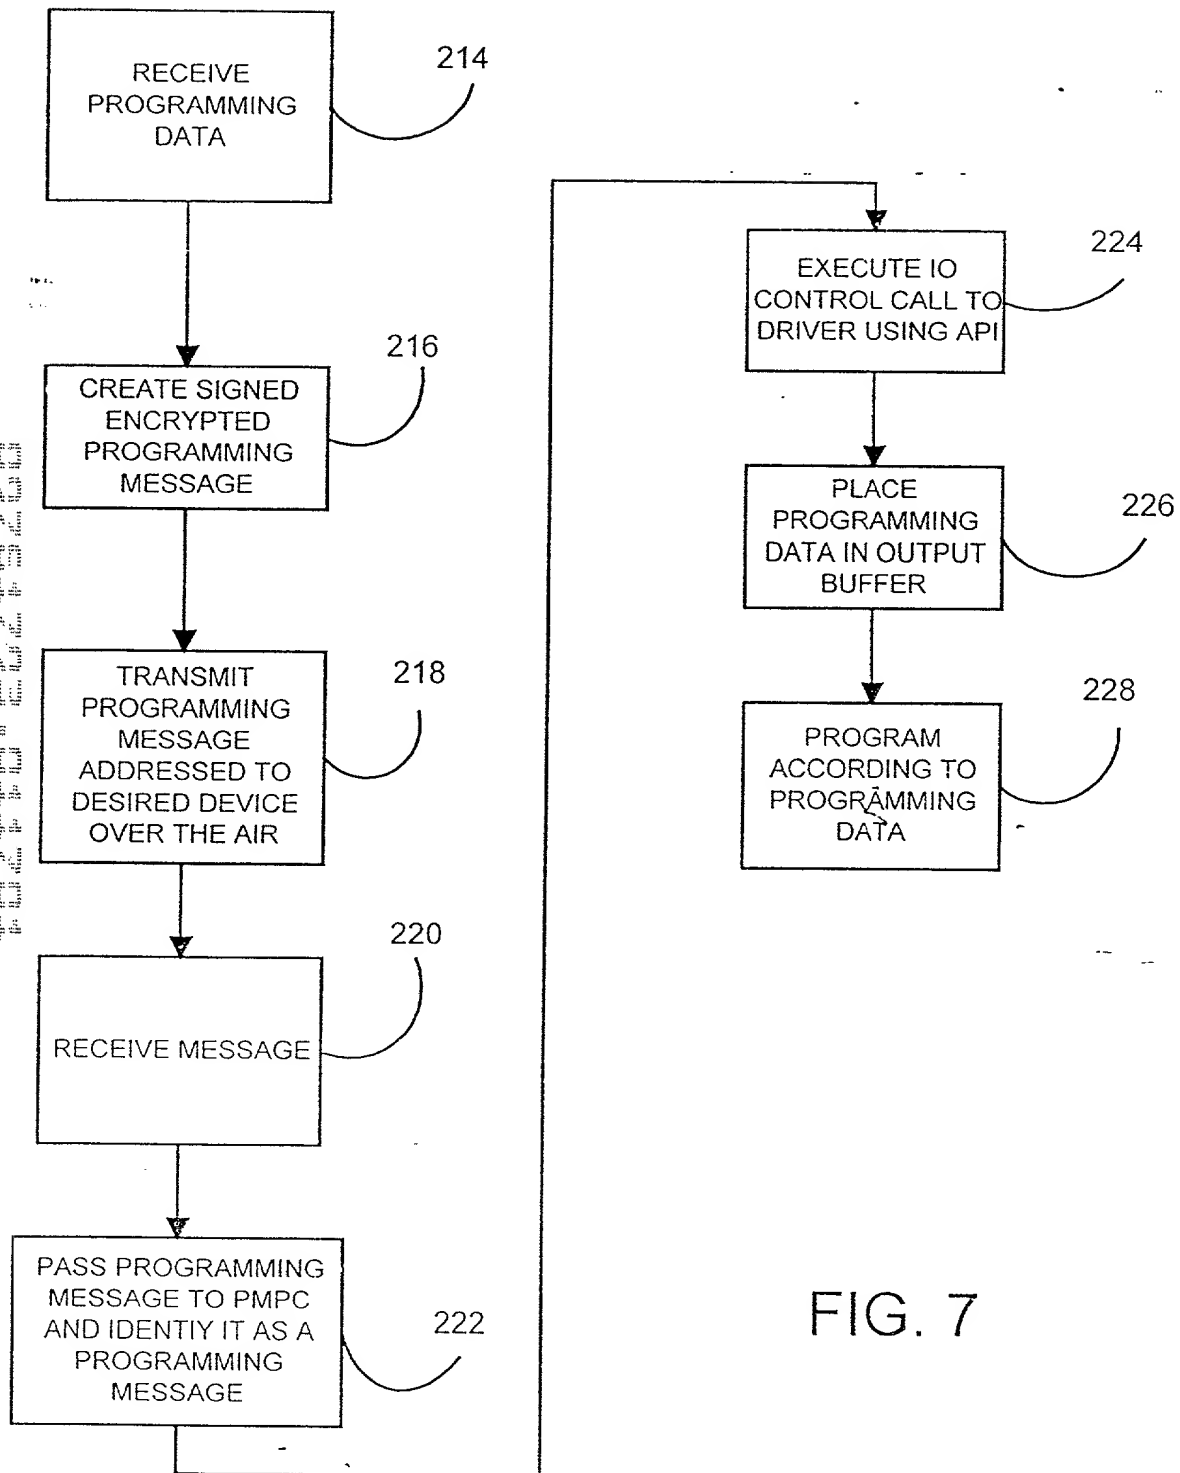 RECEIVE
PROGRAMMING
DATA
214
CREATE SIGNED
ENCRYPTED
PROGRAMMING
MESSAGE
216
TRANSMIT
PROGRAMMING
MESSAGE
ADDRESSED TO
DESIRED DEVICE
OVER THE AIR
218
RECEIVE MESSAGE
220
PASS PROGRAMMING
MESSAGE TO PMPC
AND IDENTIY IT AS A
PROGRAMMING
MESSAGE
222
EXECUTE IO
CONTROL CALL TO
DRIVER USING API
224
PLACE
PROGRAMMING
DATA IN OUTPUT
BUFFER
226
PROGRAM
ACCORDING TO
PROGRAMMING
DATA
228
FIG. 7